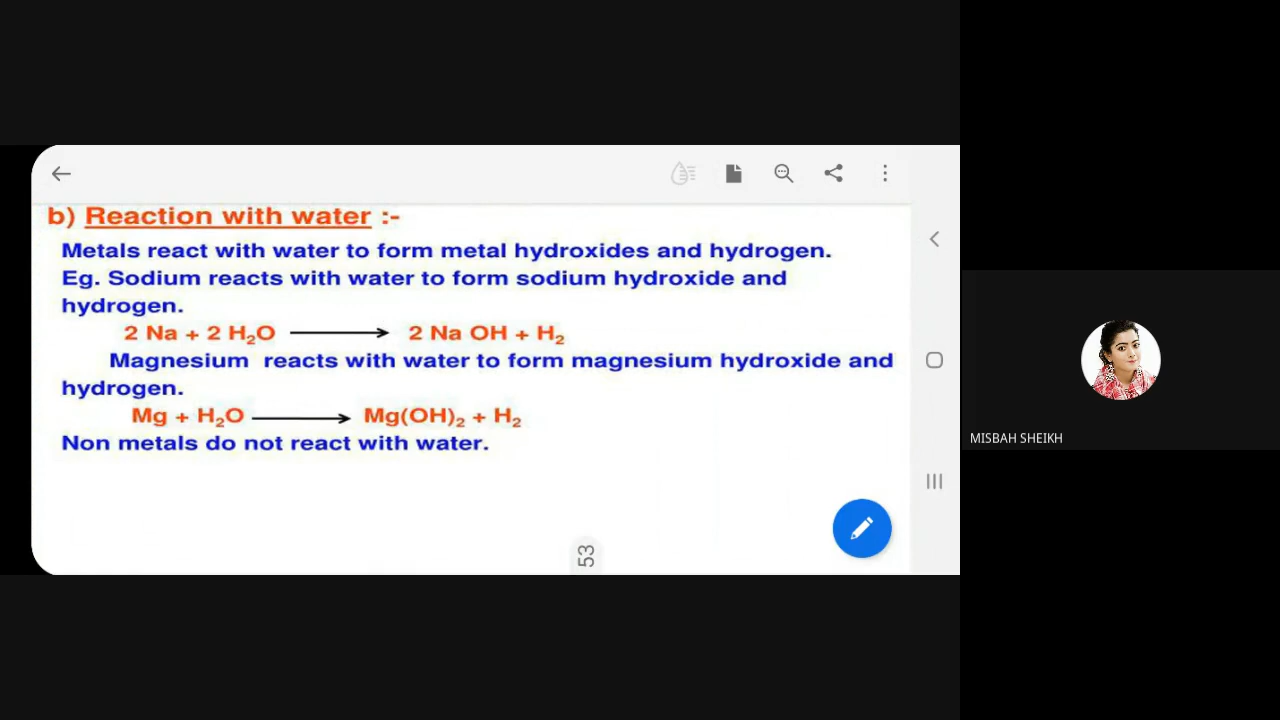 b) Reaction with water :-
Metals react with water to form metal hydroxides and hydrogen.
Eg. Sodium reacts with water to form sodium hydroxide and
hydrogen.
2 Na + 2 H₂O ⟶ 2 Na OH + H₂
Magnesium reacts with water to form magnesium hydroxide and
hydrogen.
Mg + H₂O ⟶ Mg(OH)₂ + H₂
Non metals do not react with water.
53
MISBAH SHEIKH